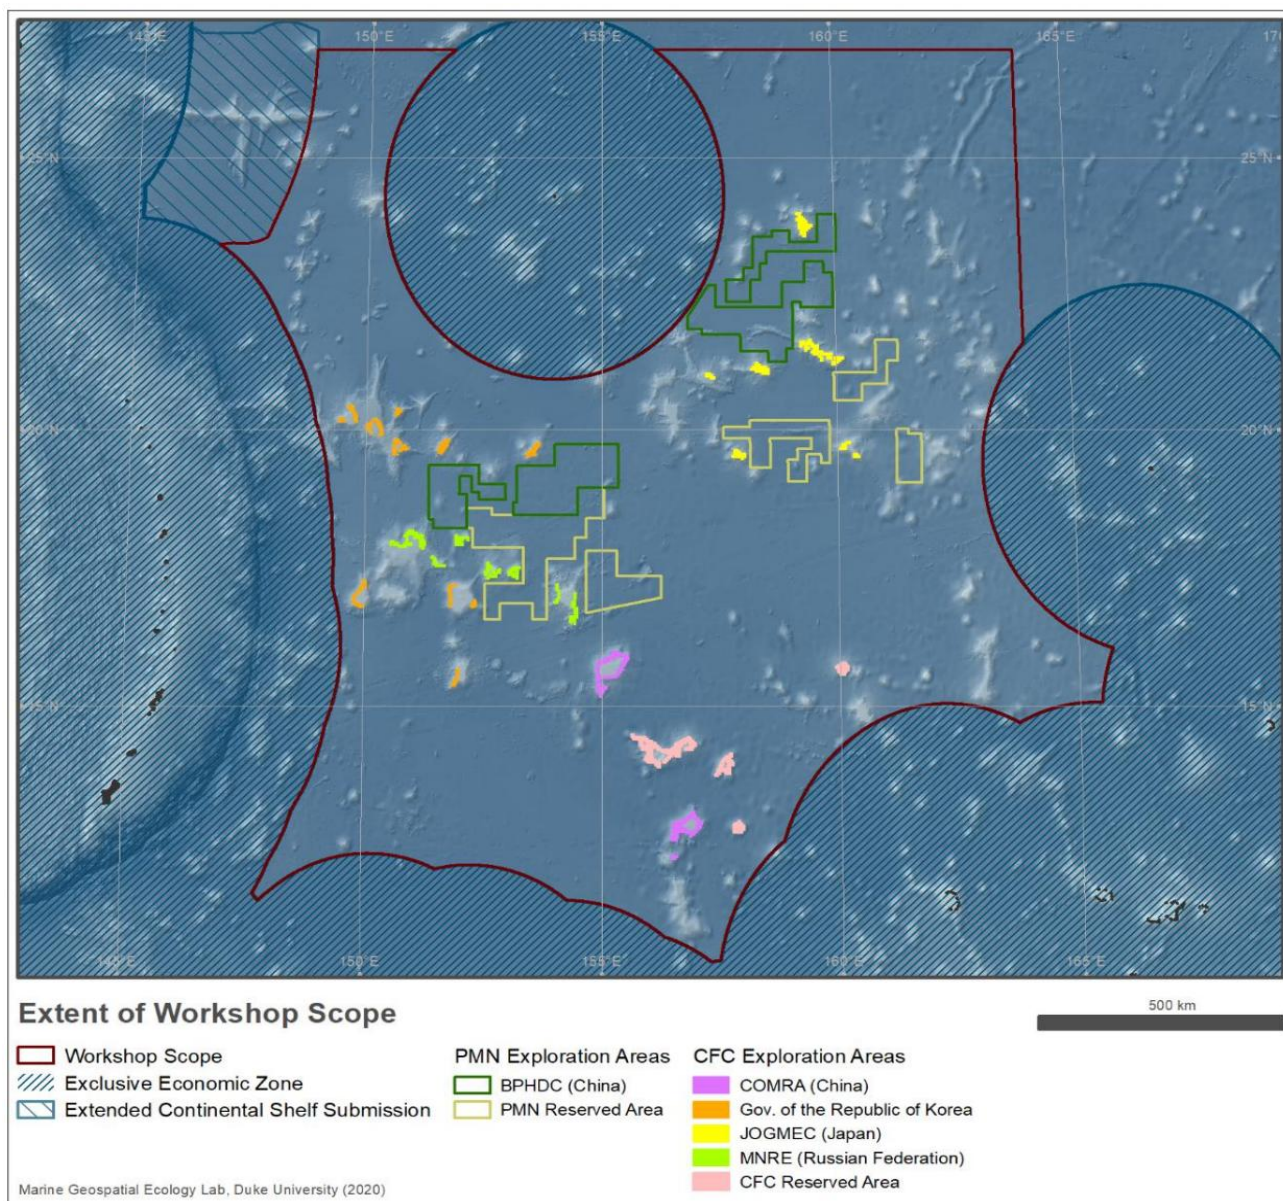 145°E 150°E 155°E 160°E 165°E 170
25°N 25°N
20°N 20°N
15°N 15°N
145°E 150°E 155°E 160°E 165°E
Extent of Workshop Scope
500 km
Workshop Scope
Exclusive Economic Zone
Extended Continental Shelf Submission
PMN Exploration Areas
BPHDC (China)
PMN Reserved Area
CFC Exploration Areas
COMRA (China)
Gov. of the Republic of Korea
JOGMEC (Japan)
MNRE (Russian Federation)
CFC Reserved Area
Marine Geospatial Ecology Lab, Duke University (2020)